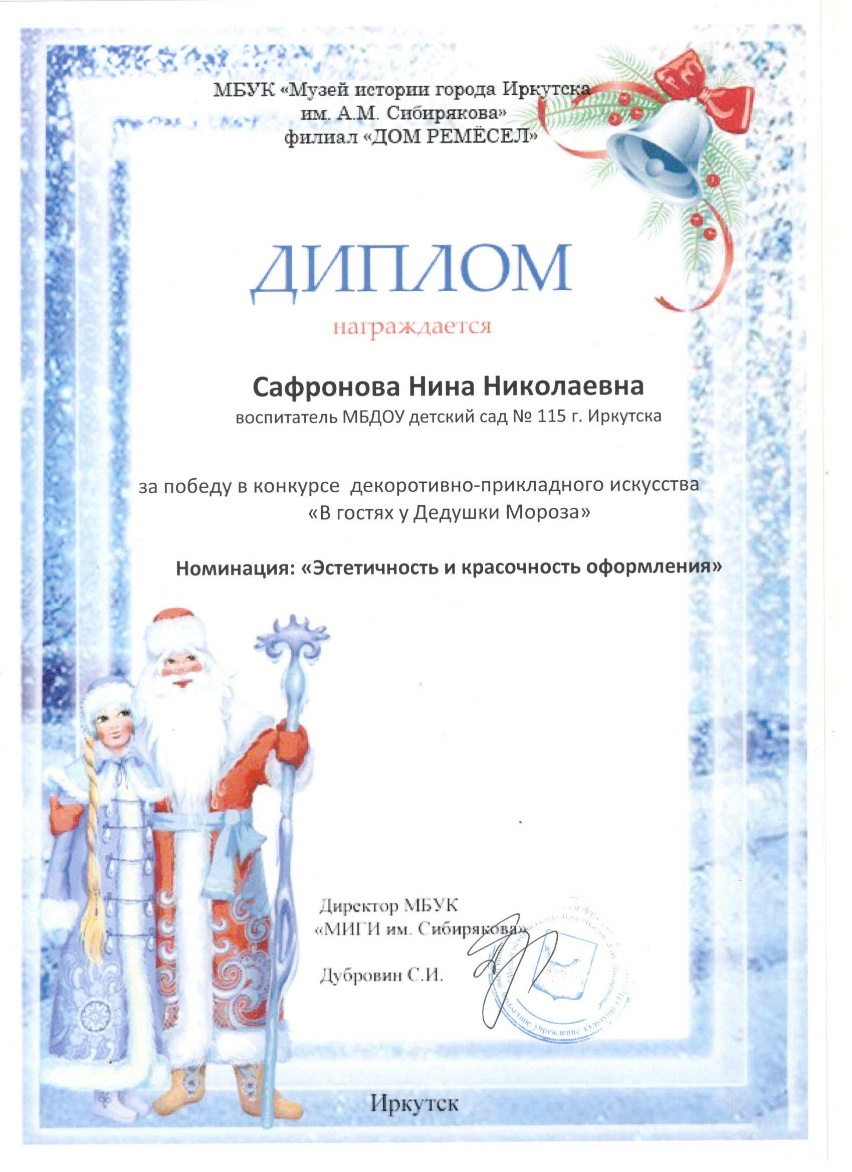 МБУК «Музей истории города Иркутска
им. А.М. Сибирякова»
филиал «ДОМ РЕМЁСЕЛ»
ДИПЛОМ
награждается
Сафронова Нина Николаевна
воспитатель МБДОУ детский сад № 115 г. Иркутска
за победу в конкурсе декоротивно-прикладного искусства
«В гостях у Дедушки Мороза»
Номинация: «Эстетичность и красочность оформления»
Директор МБУК
«МИГИ им. Сибирякова»
Дубровин С.И.
учреждение культуры
Иркутск